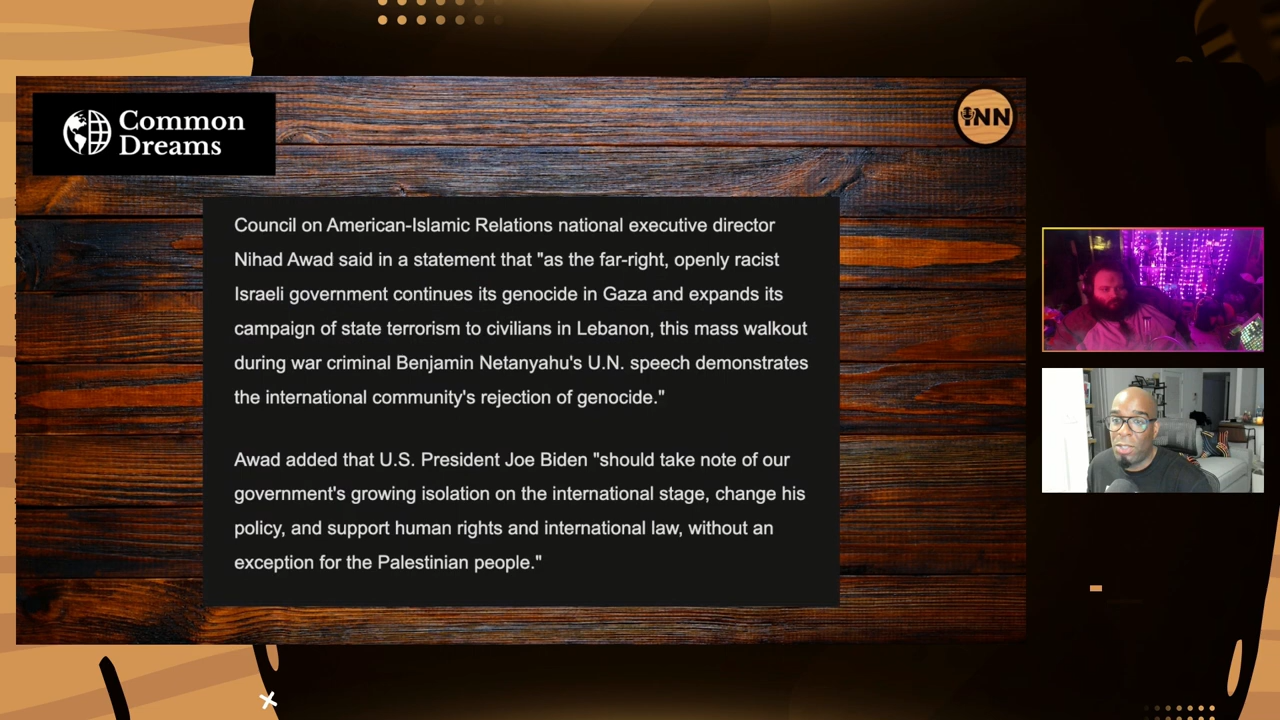 Common
Dreams
iNN
Council on American-Islamic Relations national executive director
Nihad Awad said in a statement that "as the far-right, openly racist
Israeli government continues its genocide in Gaza and expands its
campaign of state terrorism to civilians in Lebanon, this mass walkout
during war criminal Benjamin Netanyahu's U.N. speech demonstrates
the international community's rejection of genocide."
Awad added that U.S. President Joe Biden "should take note of our
government's growing isolation on the international stage, change his
policy, and support human rights and international law, without an
exception for the Palestinian people."